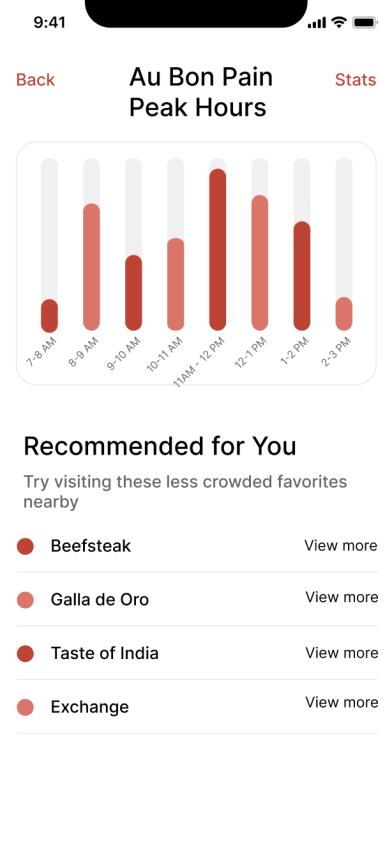 9:41
Back
Au Bon Pain
Peak Hours
Stats
7-8 AM
8-9 AM
9-10 AM
10-11 AM
11AM - 12 PM
12-1 PM
1-2 PM
2-3 PM
Recommended for You
Try visiting these less crowded favorites
nearby
Beefsteak
View more
Galla de Oro
View more
Taste of India
View more
Exchange
View more